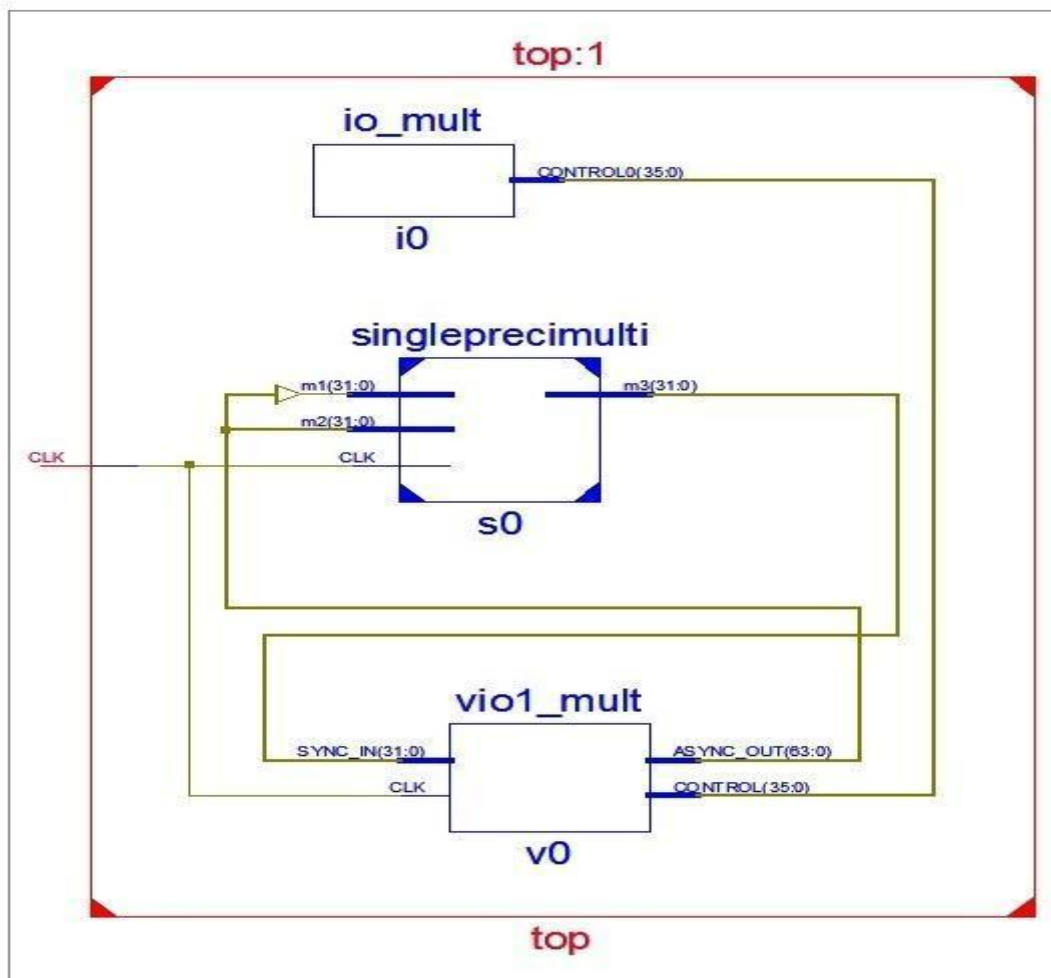 top:1
io_mult
CONTROL0(35:0)
i0
singleprecimulti
m1(31:0)
m3(31:0)
m2(31:0)
CLK
CLK
s0
vio1_mult
SYNC_IN(31:0)
ASYNC_OUT(63:0)
CLK
CONTROL(35:0)
v0
top